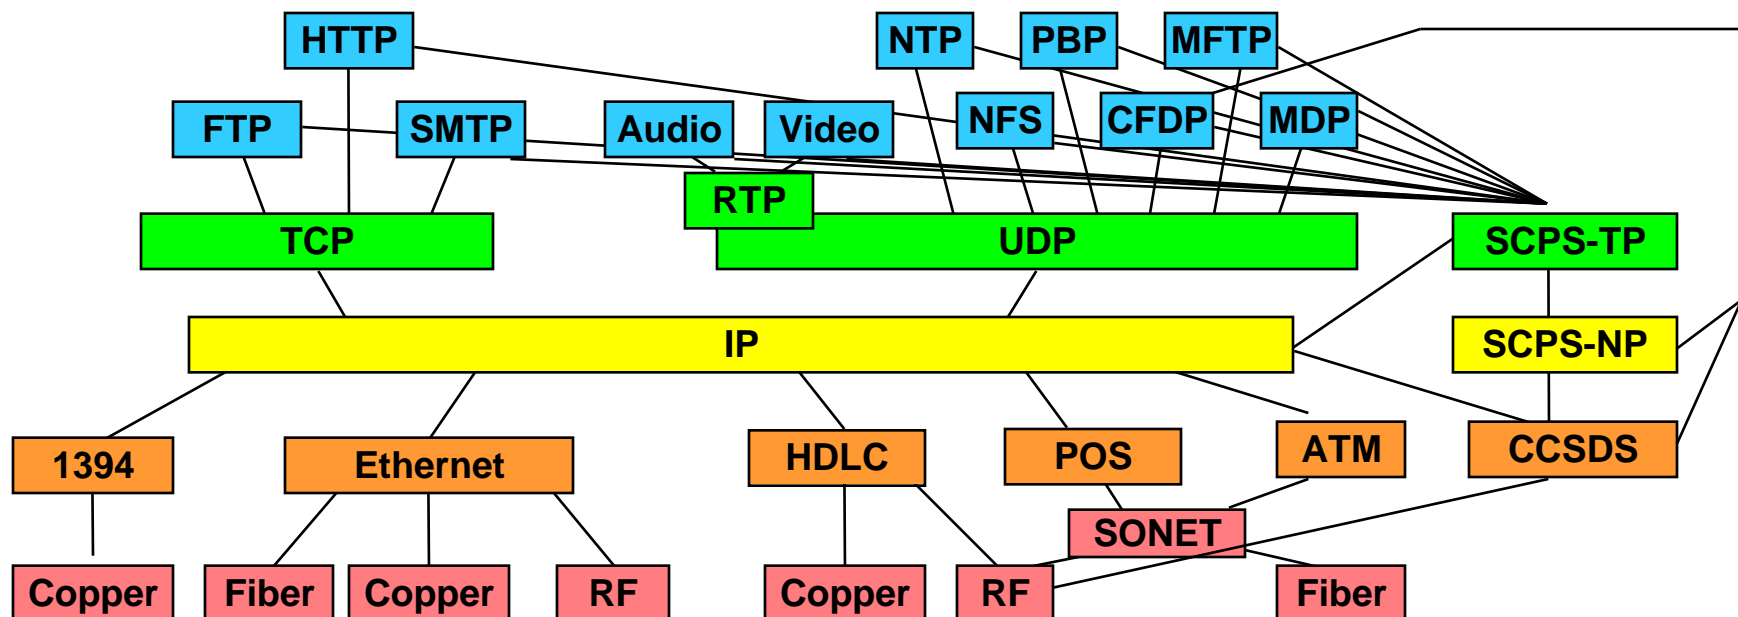 HTTP
NTP
PBP
MFTP
FTP
SMTP
Audio
Video
NFS
CFDP
MDP
RTP
TCP
UDP
SCPS-TP
IP
SCPS-NP
1394
Ethernet
HDLC
POS
ATM
CCSDS
SONET
Copper
Fiber
Copper
RF
Copper
RF
Fiber